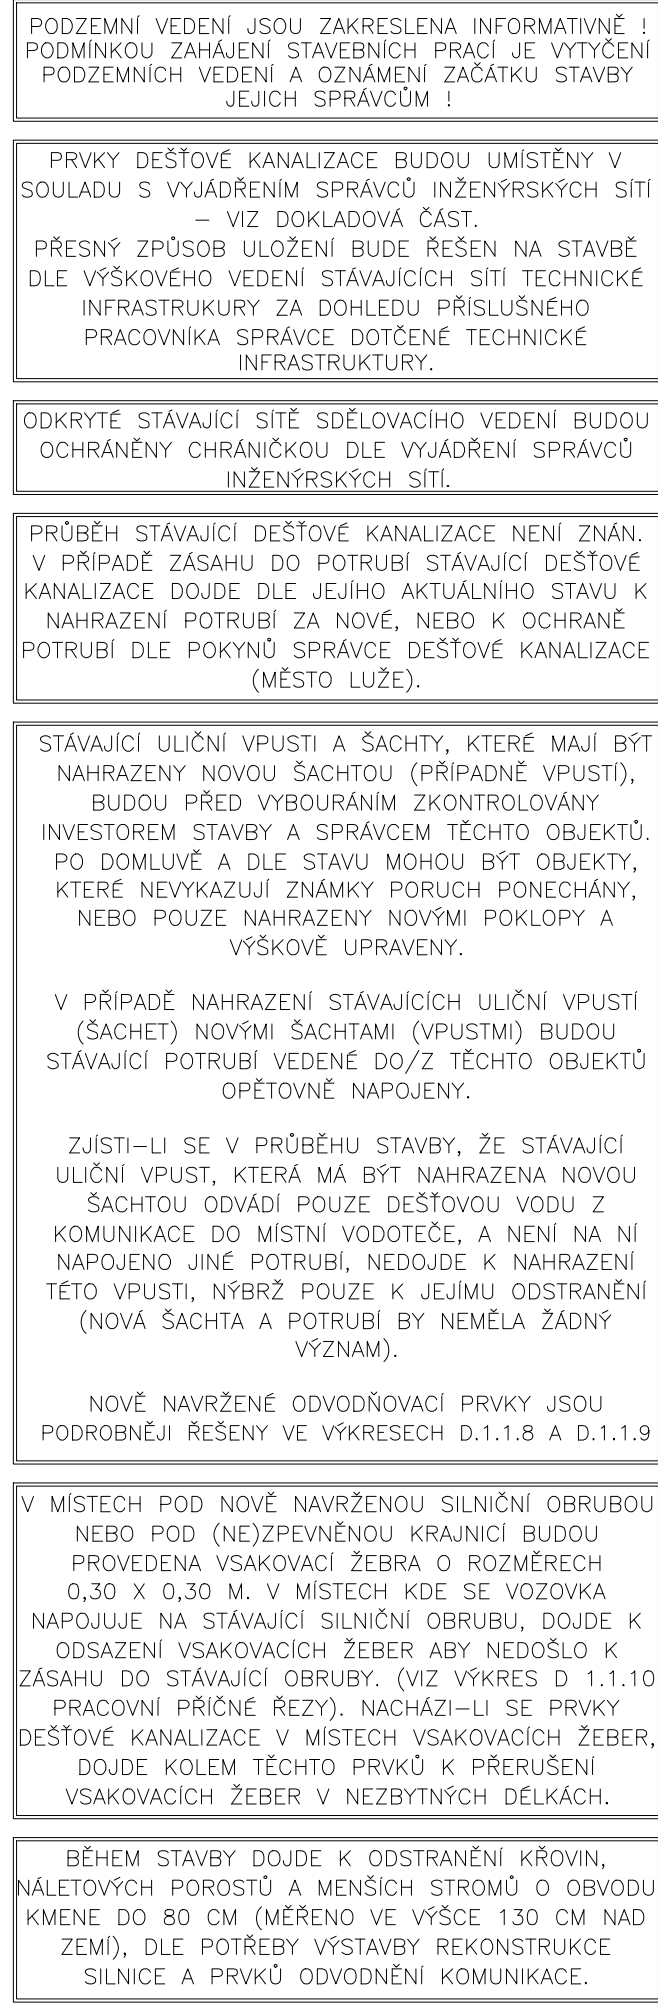 PODZEMNÍ VEDENÍ JSOU ZAKRESLENA INFORMATIVNĚ !
PODMÍNKOU ZAHÁJENÍ STAVEBNÍCH PRACÍ JE VYTYČENÍ
PODZEMNÍCH VEDENÍ A OZNÁMENÍ ZAČÁTKU STAVBY
JEJICH SPRÁVCŮM !
PRVKY DEŠŤOVÉ KANALIZACE BUDOU UMÍSTĚNY V
SOULADU S VYJÁDŘENÍM SPRÁVCŮ INŽENÝRSKÝCH SÍTÍ
– VIZ DOKLADOVÁ ČÁST.
PŘESNÝ ZPŮSOB ULOŽENÍ BUDE ŘEŠEN NA STAVBĚ
DLE VÝŠKOVÉHO VEDENÍ STÁVAJÍCÍCH SÍTÍ TECHNICKÉ
INFRASTRUKURY ZA DOHLEDU PŘÍSLUŠNÉHO
PRACOVNÍKA SPRÁVCE DOTČENÉ TECHNICKÉ
INFRASTRUKTURY.
ODKRYTÉ STÁVAJÍCÍ SÍTĚ SDĚLOVACÍHO VEDENÍ BUDOU
OCHRÁNĚNY CHRÁNIČKOU DLE VYJÁDŘENÍ SPRÁVCŮ
INŽENÝRSKÝCH SÍTÍ.
PRŮBĚH STÁVAJÍCÍ DEŠŤOVÉ KANALIZACE NENÍ ZNÁN.
V PŘÍPADĚ ZÁSAHU DO POTRUBÍ STÁVAJÍCÍ DEŠŤOVÉ
KANALIZACE DOJDE DLE JEJÍHO AKTUÁLNÍHO STAVU K
NAHRAZENÍ POTRUBÍ ZA NOVÉ, NEBO K OCHRANĚ
POTRUBÍ DLE POKYNŮ SPRÁVCE DEŠŤOVÉ KANALIZACE
(MĚSTO LUŽE).
STÁVAJÍCÍ ULIČNÍ VPUSTI A ŠACHTY, KTERÉ MAJÍ BÝT
NAHRAZENY NOVOU ŠACHTOU (PŘÍPADNĚ VPUSTÍ),
BUDOU PŘED VYBOURÁNÍM ZKONTROLOVÁNY
INVESTOREM STAVBY A SPRÁVCEM TĚCHTO OBJEKTŮ.
PO DOMLUVĚ A DLE STAVU MOHOU BÝT OBJEKTY,
KTERÉ NEVYKAZUJÍ ZNÁMKY PORUCH PONECHÁNY,
NEBO POUZE NAHRAZENY NOVÝMI POKLOPY A
VÝŠKOVĚ UPRAVENY.
V PŘÍPADĚ NAHRAZENÍ STÁVAJÍCÍCH ULIČNÍ VPUSTÍ
(ŠACHET) NOVÝMI ŠACHTAMI (VPUSTMI) BUDOU
STÁVAJÍCÍ POTRUBÍ VEDENÉ DO/Z TĚCHTO OBJEKTŮ
OPĚTOVNĚ NAPOJENY.
ZJÍSTI–LI SE V PRŮBĚHU STAVBY, ŽE STÁVAJÍCÍ
ULIČNÍ VPUST, KTERÁ MÁ BÝT NAHRAZENA NOVOU
ŠACHTOU ODVÁDÍ POUZE DEŠŤOVOU VODU Z
KOMUNIKACE DO MÍSTNÍ VODOTEČE, A NENÍ NA NÍ
NAPOJENO JINÉ POTRUBÍ, NEDOJDE K NAHRAZENÍ
TÉTO VPUSTI, NÝBRŽ POUZE K JEJÍMU ODSTRANĚNÍ
(NOVÁ ŠACHTA A POTRUBÍ BY NEMĚLA ŽÁDNÝ
VÝZNAM).
NOVĚ NAVRŽENÉ ODVODŇOVACÍ PRVKY JSOU
PODROBNĚJI ŘEŠENY VE VÝKRESECH D.1.1.8 A D.1.1.9
V MÍSTECH POD NOVĚ NAVRŽENOU SILNIČNÍ OBRUBOU
NEBO POD (NE)ZPEVNĚNOU KRAJNICÍ BUDOU
PROVEDENA VSAKOVACÍ ŽEBRA O ROZMĚRECH
0,30 X 0,30 M. V MÍSTECH KDE SE VOZOVKA
NAPOJUJE NA STÁVAJÍCÍ SILNIČNÍ OBRUBU, DOJDE K
ODSAZENÍ VSAKOVACÍCH ŽEBER ABY NEDOŠLO K
ZÁSAHU DO STÁVAJÍCÍ OBRUBY. (VIZ VÝKRES D 1.1.10
PRACOVNÍ PŘÍČNÉ ŘEZY). NACHÁZI–LI SE PRVKY
DEŠŤOVÉ KANALIZACE V MÍSTECH VSAKOVACÍCH ŽEBER,
DOJDE KOLEM TĚCHTO PRVKŮ K PŘERUŠENÍ
VSAKOVACÍCH ŽEBER V NEZBYTNÝCH DÉLKÁCH.
BĚHEM STAVBY DOJDE K ODSTRANĚNÍ KŘOVIN,
NÁLETOVÝCH POROSTŮ A MENŠÍCH STROMŮ O OBVODU
KMENE DO 80 CM (MĚŘENO VE VÝŠCE 130 CM NAD
ZEMÍ), DLE POTŘEBY VÝSTAVBY REKONSTRUKCE
SILNICE A PRVKŮ ODVODNĚNÍ KOMUNIKACE.